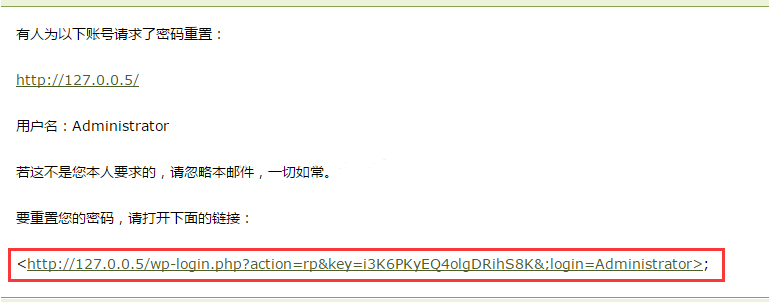 有人为以下账号请求了密码重置：
http://127.0.0.5/
用户名：Administrator
若这不是您本人要求的，请忽略本邮件，一切如常。
要重置您的密码，请打开下面的链接：
<http://127.0.0.5/wp-login.php?action=rp&key=i3K6PKyEQ4olgDRihS8K&;login=Administrator>;